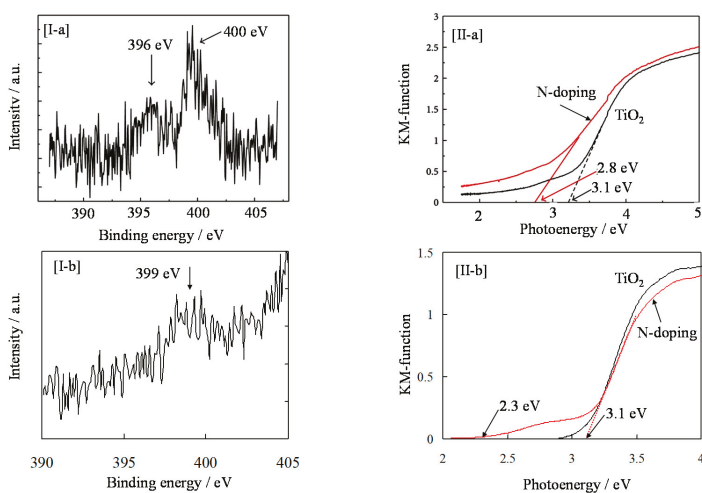 [I-a]
396 eV
400 eV
Intensitv / a.u.
390 395 400 405
Binding energy / eV
[II-a]
3
2.5
2
1.5
1
0.5
0
KM-function
N-doping
TiO2
2.8 eV
3.1 eV
2 3 4 5
Photoenergy / eV
[I-b]
399 eV
Intensity / a.u.
390 395 400 405
Binding energy / eV
[II-b]
1.5
1
0.5
0
KM-function
TiO2
N-doping
2.3 eV
3.1 eV
2 2.5 3 3.5 4
Photoenergy / eV